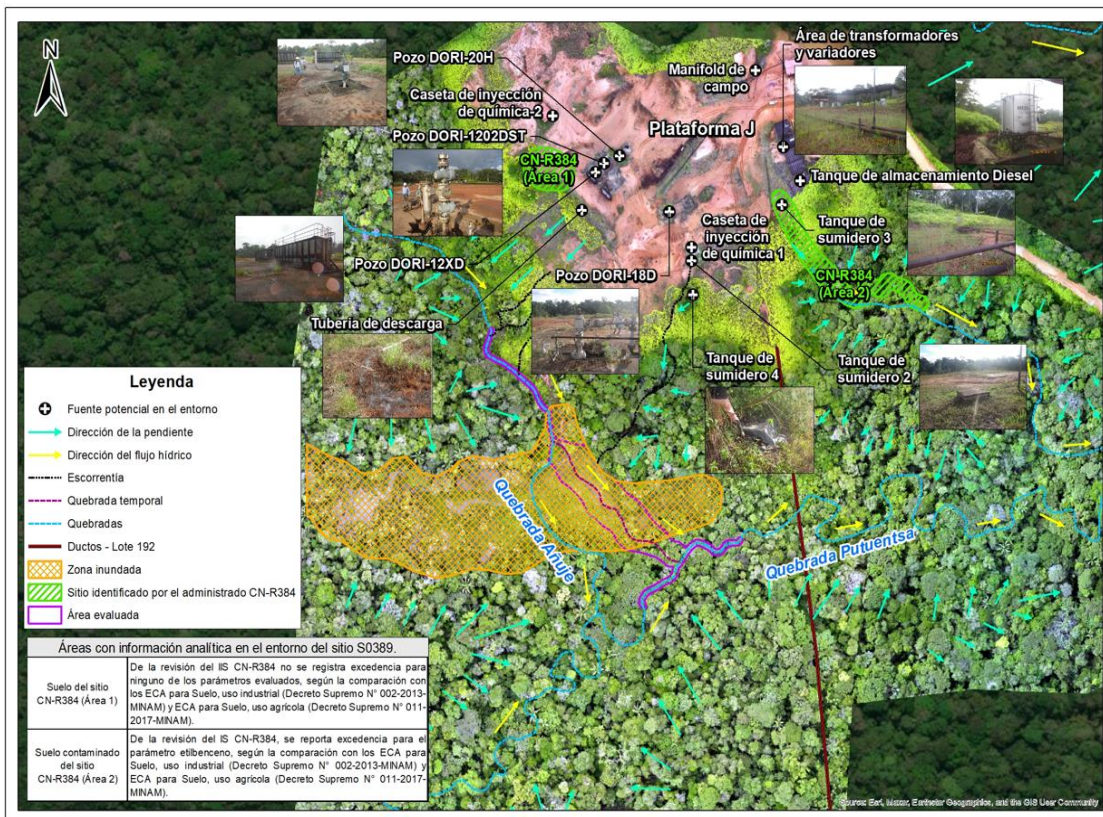 N
Pozo DORI-20H
Caseta de inyección
de química-2
Pozo DORI-1202DST
CN-R384
(Área 1)
Manifold de
campo
Plataforma J
Área de transformadores
y variadores
Tanque de almacenamiento Diesel
Caseta de
inyección
de química 1
Tanque de
sumidero 3
CN-R384
(Área 2)
Pozo DORI-12XD
Pozo DORI-18D
Tubería de descarga
Tanque de
sumidero 4
Tanque de
sumidero 2
Quebrada Añuje
Quebrada Putuentsa
Leyenda
Fuente potencial en el entorno
Dirección de la pendiente
Dirección del flujo hídrico
Escorrentía
Quebrada temporal
Quebradas
Ductos - Lote 192
Zona inundada
Sitio identificado por el administrado CN-R384
Área evaluada
Áreas con información analítica en el entorno del sitio S0389.
Suelo del sitio
CN-R384 (Área 1)
De la revisión del IIS CN-R384 no se registra excedencia para
ninguno de los parámetros evaluados, según la comparación con
los ECA para Suelo, uso industrial (Decreto Supremo N° 002-2013-
MINAM) y ECA para Suelo, uso agrícola (Decreto Supremo N° 011-
2017-MINAM).
Suelo contaminado
del sitio
CN-R384 (Área 2)
De la revisión del IS CN-R384, se reporta excedencia para el
parámetro etilbenceno, según la comparación con los ECA para
Suelo, uso industrial (Decreto Supremo N° 002-2013-MINAM) y
ECA para Suelo, uso agrícola (Decreto Supremo N° 011-2017-
MINAM).
Source: Esri, Maxar, Earthstar Geographics, and the GIS User Community